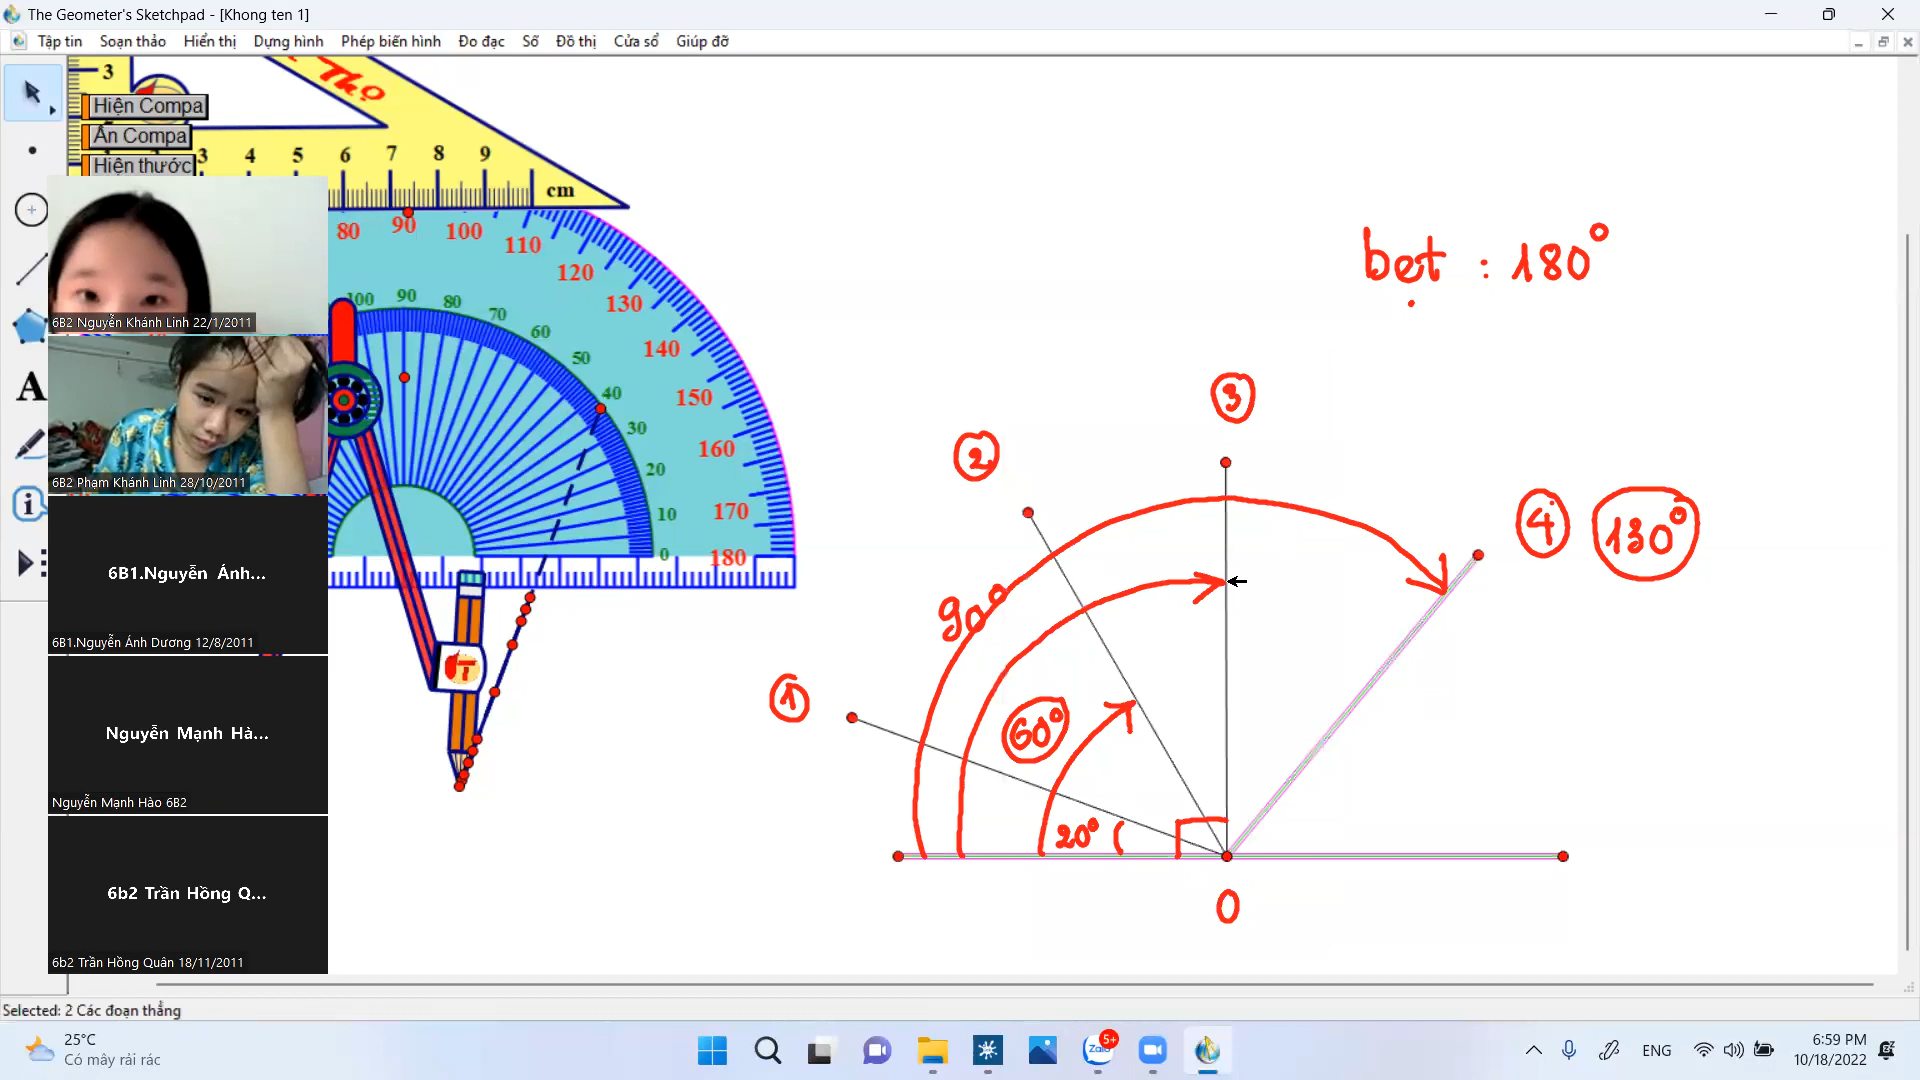 The Geometer's Sketchpad - [Khong ten 1]
Tập tin Soạn thảo Hiển thị Dựng hình Phép biến hình Đo đạc Số Đồ thị Cửa sổ Giúp đỡ
3
Thọ
Hiện Compa
Ẩn Compa
Hiện thước
3 4 5 6 7 8 9
cm
80 90 100 110 120 130 140 150 160 170 180
100 90 80 70 60 50 40 30 20 10 0
6B2 Nguyễn Khánh Linh 22/1/2011
6B2 Phạm Khánh Linh 28/10/2011
6B1.Nguyễn Ánh...
6B1.Nguyễn Ánh Dương 12/8/2011
Nguyễn Mạnh Hà...
Nguyễn Mạnh Hào 6B2
6b2 Trần Hồng Q...
6b2 Trần Hồng Quân 18/11/2011
A
bẹt : 180°
3
2
4 130°
90°
1
60°
20°
O
Selected: 2 Các đoạn thẳng
25°C
Có mây rải rác
Zalo
5+
ENG
6:59 PM
10/18/2022